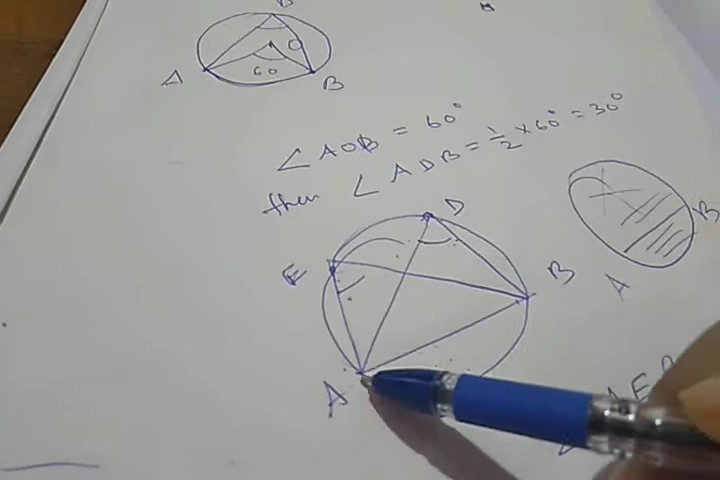 D
O
60
A
B
∠AOB = 60°
then ∠ADB = 1/2 × 60° = 30°
D
E
B
B
A
A